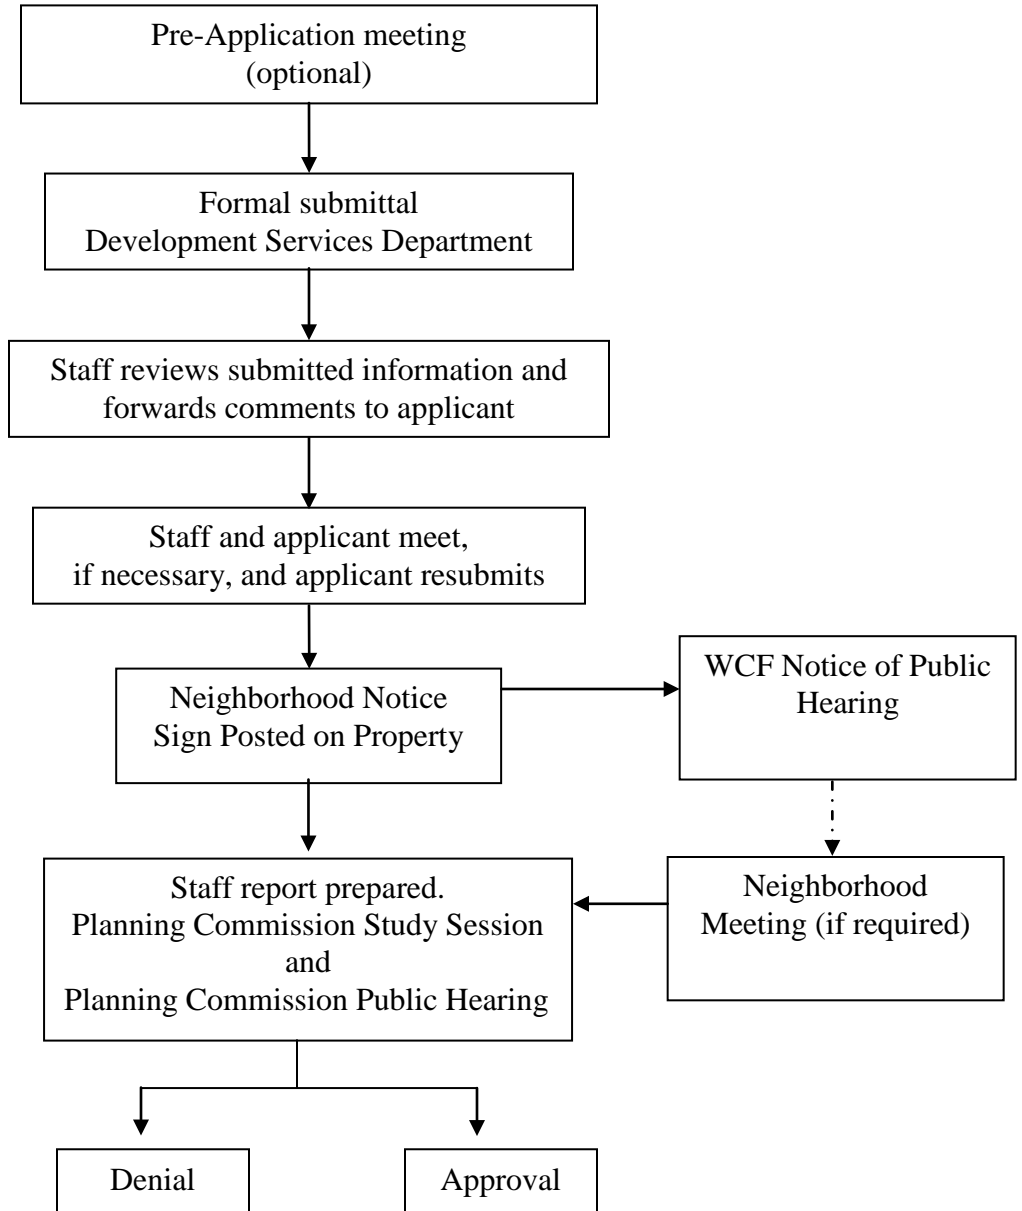 Pre-Application meeting
(optional)
Formal submittal
Development Services Department
Staff reviews submitted information and
forwards comments to applicant
Staff and applicant meet,
if necessary, and applicant resubmits
Neighborhood Notice
Sign Posted on Property
WCF Notice of Public
Hearing
Staff report prepared.
Planning Commission Study Session
and
Planning Commission Public Hearing
Neighborhood
Meeting (if required)
Denial
Approval